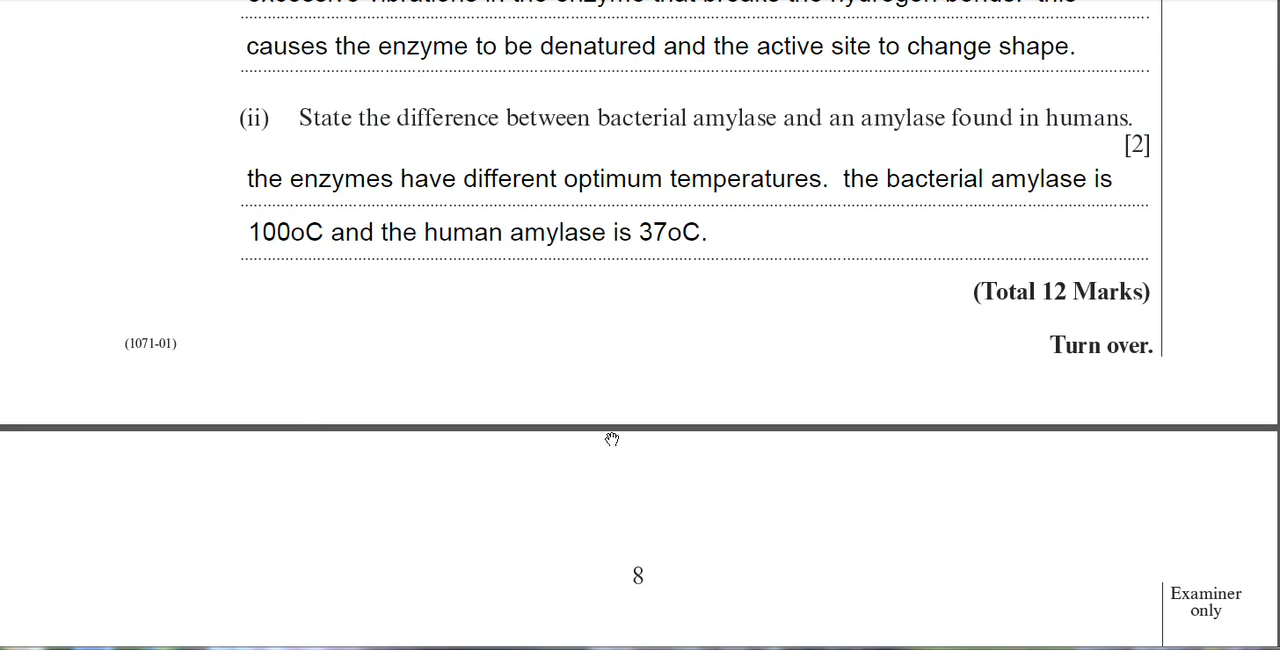 causes the enzyme to be denatured and the active site to change shape.
(ii) State the difference between bacterial amylase and an amylase found in humans.
[2]
the enzymes have different optimum temperatures. the bacterial amylase is
100oC and the human amylase is 37oC.
(Total 12 Marks)
(1071-01) Turn over.
8
Examiner
only